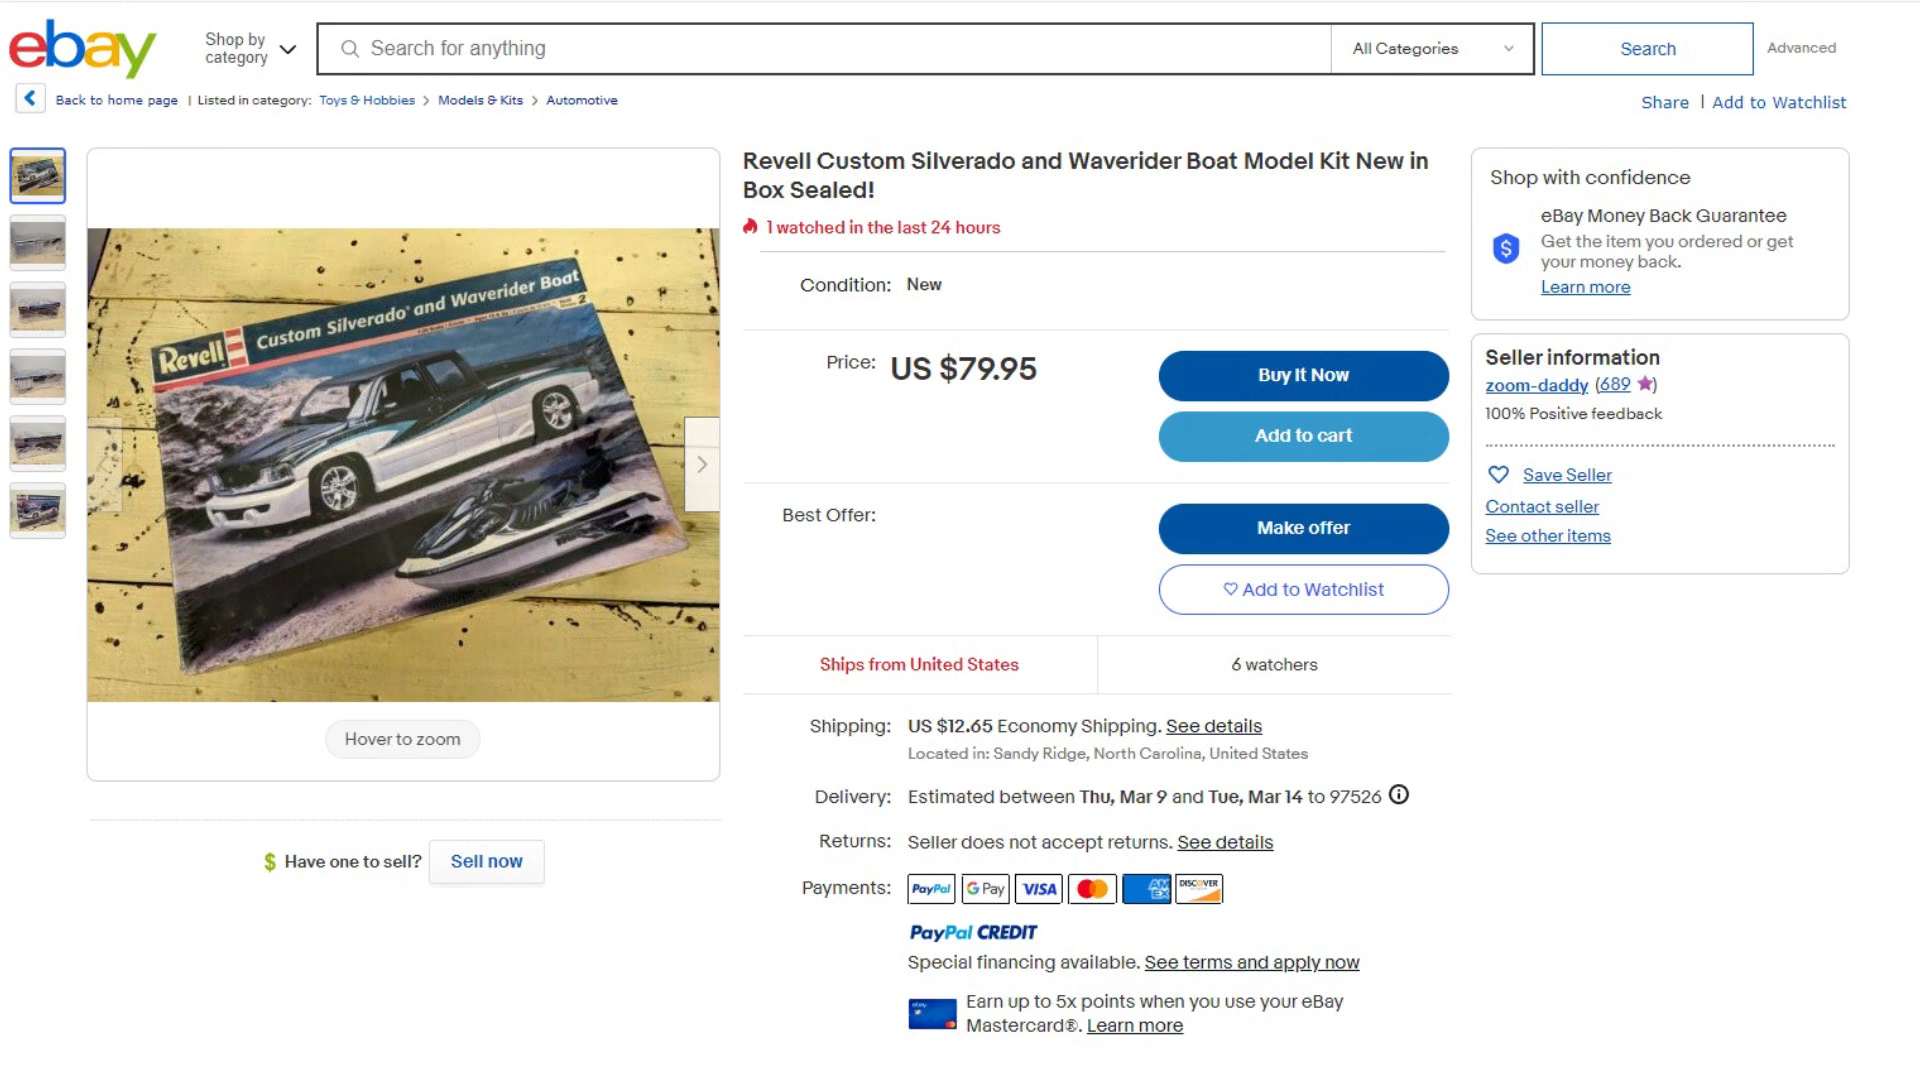 ebay
Shop by
category
Search for anything
All Categories
Search
Advanced
Back to home page | Listed in category: Toys & Hobbies > Models & Kits > Automotive
Share | Add to Watchlist
Revell
Custom Silverado and Waverider Boat
2
Hover to zoom
$ Have one to sell?
Sell now
Revell Custom Silverado and Waverider Boat Model Kit New in
Box Sealed!
1 watched in the last 24 hours
Condition: New
Price: US $79.95
Buy It Now
Add to cart
Best Offer:
Make offer
Add to Watchlist
Ships from United States
6 watchers
Shipping: US $12.65 Economy Shipping. See details
Located in: Sandy Ridge, North Carolina, United States
Delivery: Estimated between Thu, Mar 9 and Tue, Mar 14 to 97526
Returns: Seller does not accept returns. See details
Payments: PayPal G Pay VISA AM EX DISCOVER
PayPal CREDIT
Special financing available. See terms and apply now
ebay
Earn up to 5x points when you use your eBay
Mastercard®. Learn more
Shop with confidence
eBay Money Back Guarantee
$
Get the item you ordered or get
your money back.
Learn more
Seller information
zoom-daddy (689)
100% Positive feedback
Save Seller
Contact seller
See other items